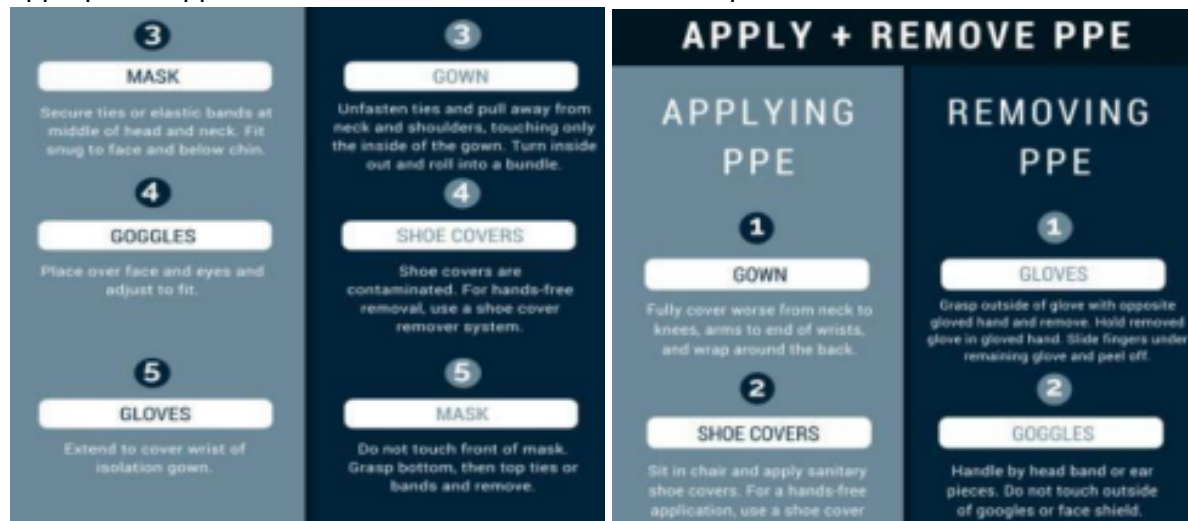 3
MASK
Secure ties or elastic bands at
middle of head and neck. Fit
snug to face and below chin.
4
GOGGLES
Place over face and eyes and
adjust to fit.
5
GLOVES
Extend to cover wrist of
isolation gown.
3
GOWN
Unfasten ties and pull away from
neck and shoulders, touching only
the inside of the gown. Turn inside
out and roll into a bundle.
4
SHOE COVERS
Shoe covers are
contaminated. For hands-free
removal, use a shoe cover
remover system.
5
MASK
Do not touch front of mask.
Grasp bottom, then top ties or
bands and remove.
APPLY + REMOVE PPE
APPLYING
PPE
1
GOWN
Fully cover worse from neck to
knees, arms to end of wrists,
and wrap around the back.
2
SHOE COVERS
Sit in chair and apply sanitary
shoe covers. For a hands-free
application, use a shoe cover
REMOVING
PPE
1
GLOVES
Grasp outside of glove with opposite
gloved hand and remove. Hold removed
glove in gloved hand. Slide fingers under
remaining glove and peel off.
2
GOGGLES
Handle by head band or ear
pieces. Do not touch outside
of googles or face shield.